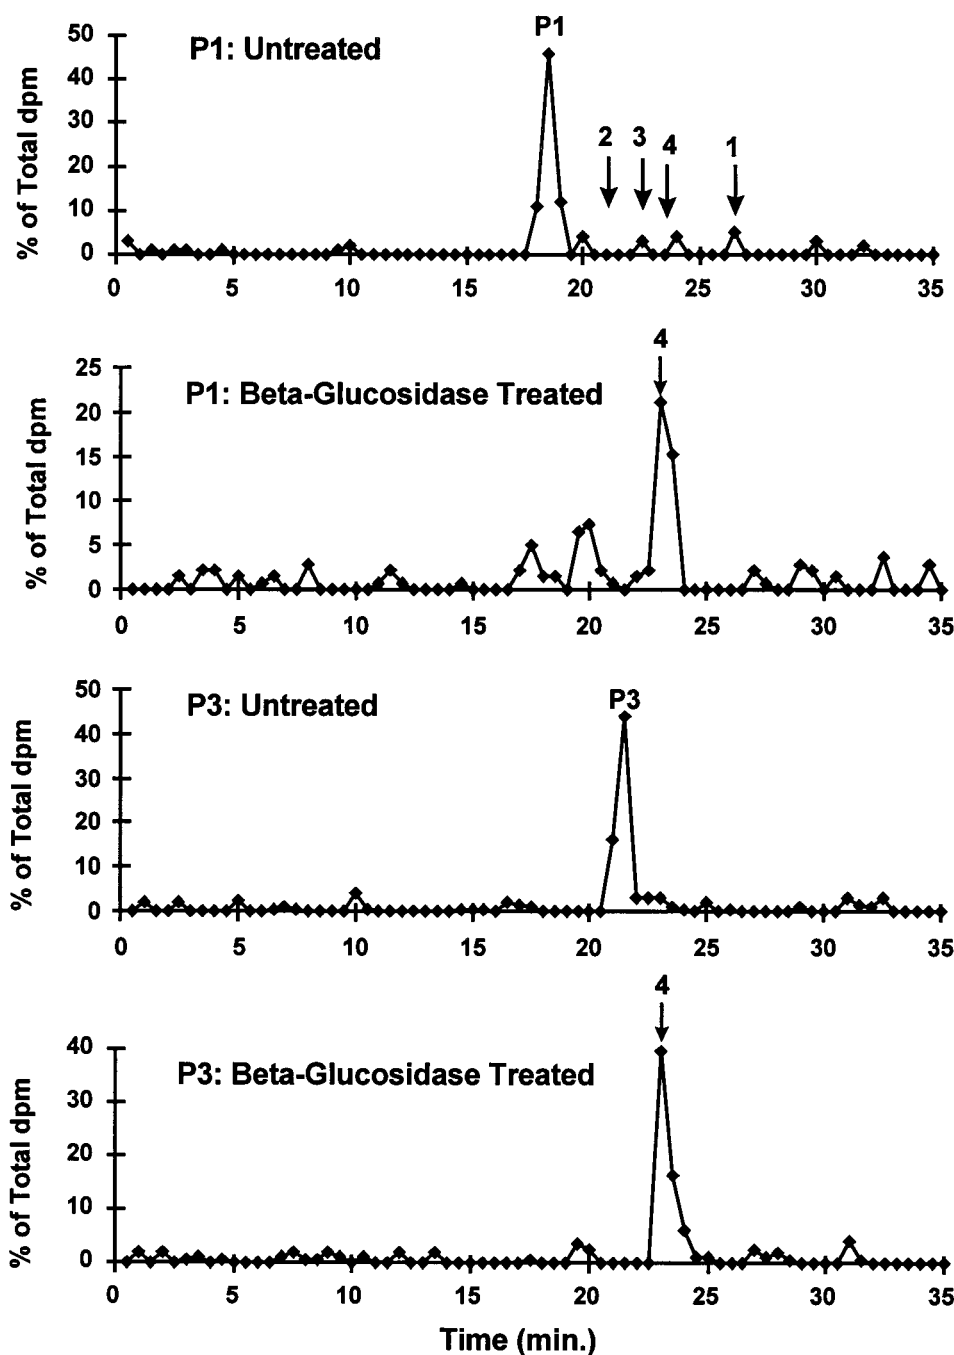 P1
50
P1: Untreated
40
30
2 3 4 1
20
10
0
% of Total dpm
0 5 10 15 20 25 30 35
4
25
P1: Beta-Glucosidase Treated
20
15
10
5
0
% of Total dpm
0 5 10 15 20 25 30 35
50
P3: Untreated
P3
40
30
20
10
0
% of Total dpm
0 5 10 15 20 25 30 35
4
40
P3: Beta-Glucosidase Treated
30
20
10
0
% of Total dpm
0 5 10 15 20 25 30 35
Time (min.)